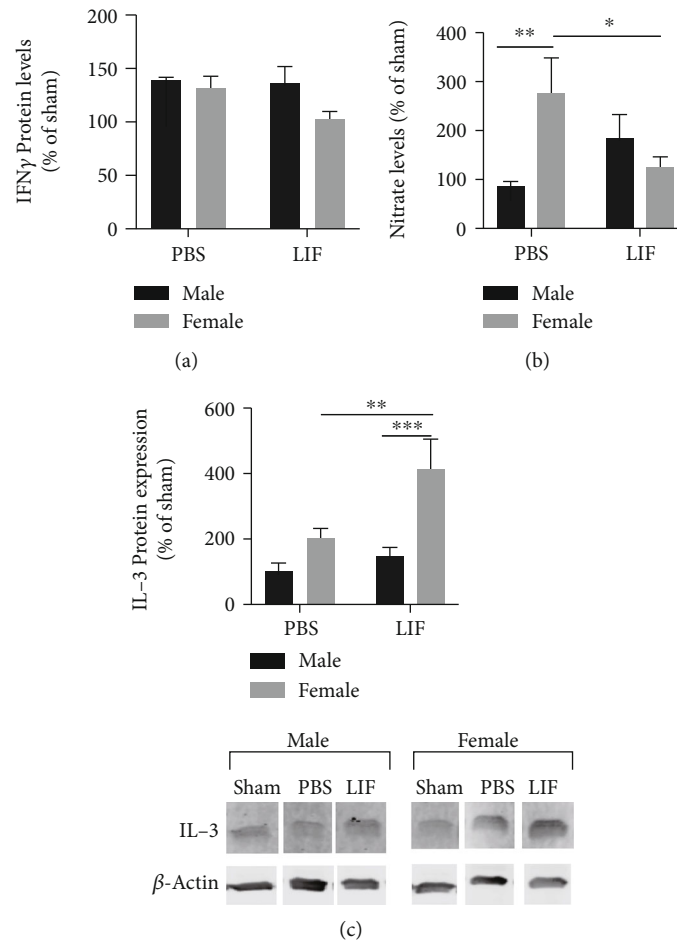 IFNγ Protein levels
(% of sham)
200
150
100
50
0
PBS
LIF
Male
Female
(a)
Nitrate levels (% of sham)
400
300
200
100
0
**
*
PBS
LIF
Male
Female
(b)
IL–3 Protein expression
(% of sham)
600
400
200
0
**
***
PBS
LIF
Male
Female
Male
Female
Sham PBS LIF
Sham PBS LIF
IL–3
β-Actin
(c)